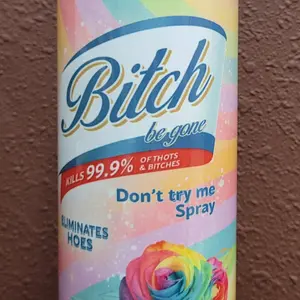 Bitch
be gone
KILLS 99.9% OF THOTS
& BITCHES
Don't try me
Spray
ELIMINATES
HOES